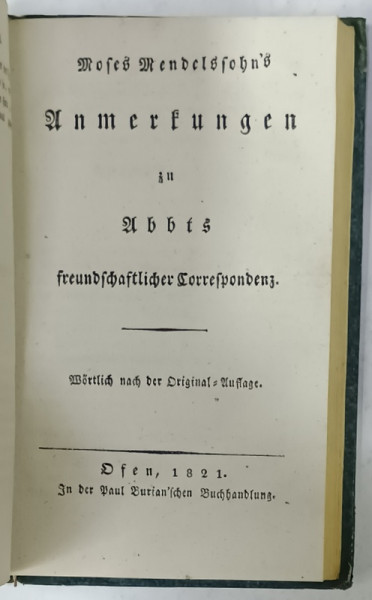 Moses Mendelssohn's
Anmerkungen
zu
Abbts
freundschaftlicher Correspondenz.
Wörtlich nach der Original-Auflage.
Ofen, 1821.
In der Paul Burian'schen Buchhandlung.